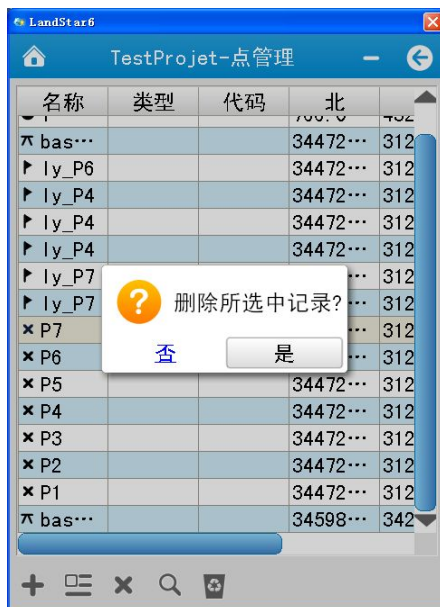 LandStar6
TestProjet-点管理
名称 类型 代码 北
π bas… 34472… 312
ly_P6 34472… 312
ly_P4 34472… 312
ly_P4 34472… 312
ly_P4 34472… 312
ly_P7 … 312
ly_P7 … 312
删除所选中记录?
× P7 … 312
× P6 … 312
否 是
× P5 34472… 312
× P4 34472… 312
× P3 34472… 312
× P2 34472… 312
× P1 34472… 312
π bas… 34598… 342